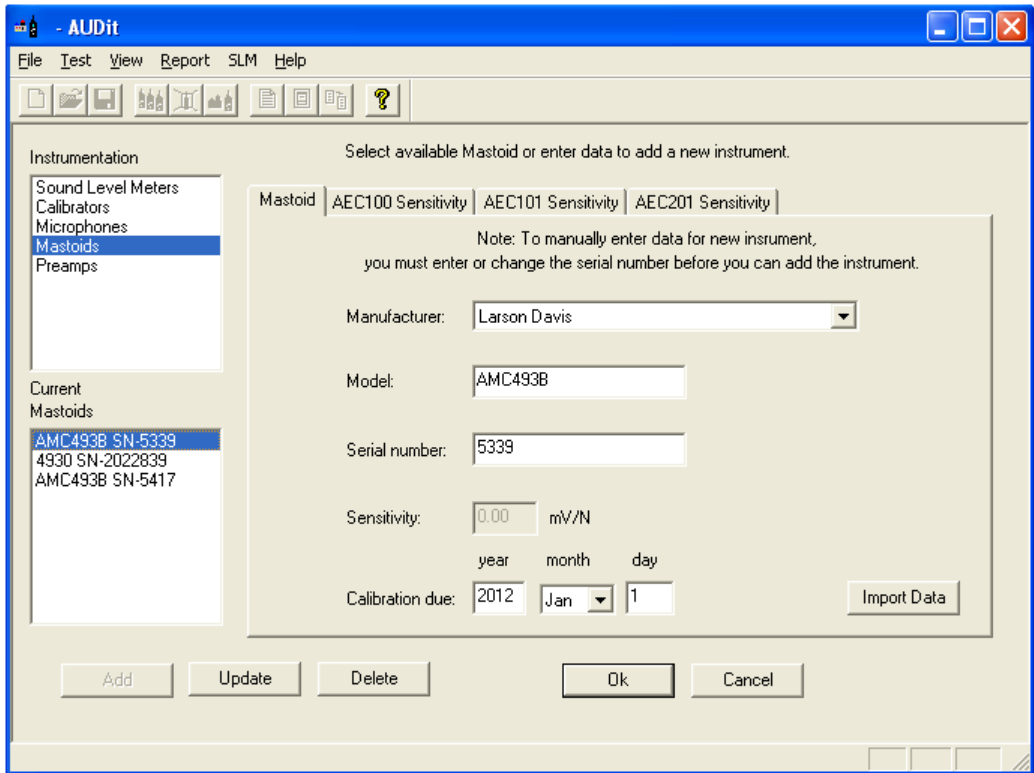 - AUDit
File Test View Report SLM Help
Instrumentation
Sound Level Meters
Calibrators
Microphones
Mastoids
Preamps
Current
Mastoids
AMC493B SN-5339
4930 SN-2022839
AMC493B SN-5417
Select available Mastoid or enter data to add a new instrument.
Mastoid AEC100 Sensitivity AEC101 Sensitivity AEC201 Sensitivity
Note: To manually enter data for new insrument,
you must enter or change the serial number before you can add the instrument.
Manufacturer: Larson Davis
Model: AMC493B
Serial number: 5339
Sensitivity: 0.00 mV/N
year month day
Calibration due: 2012 Jan 1
Import Data
Add Update Delete Ok Cancel